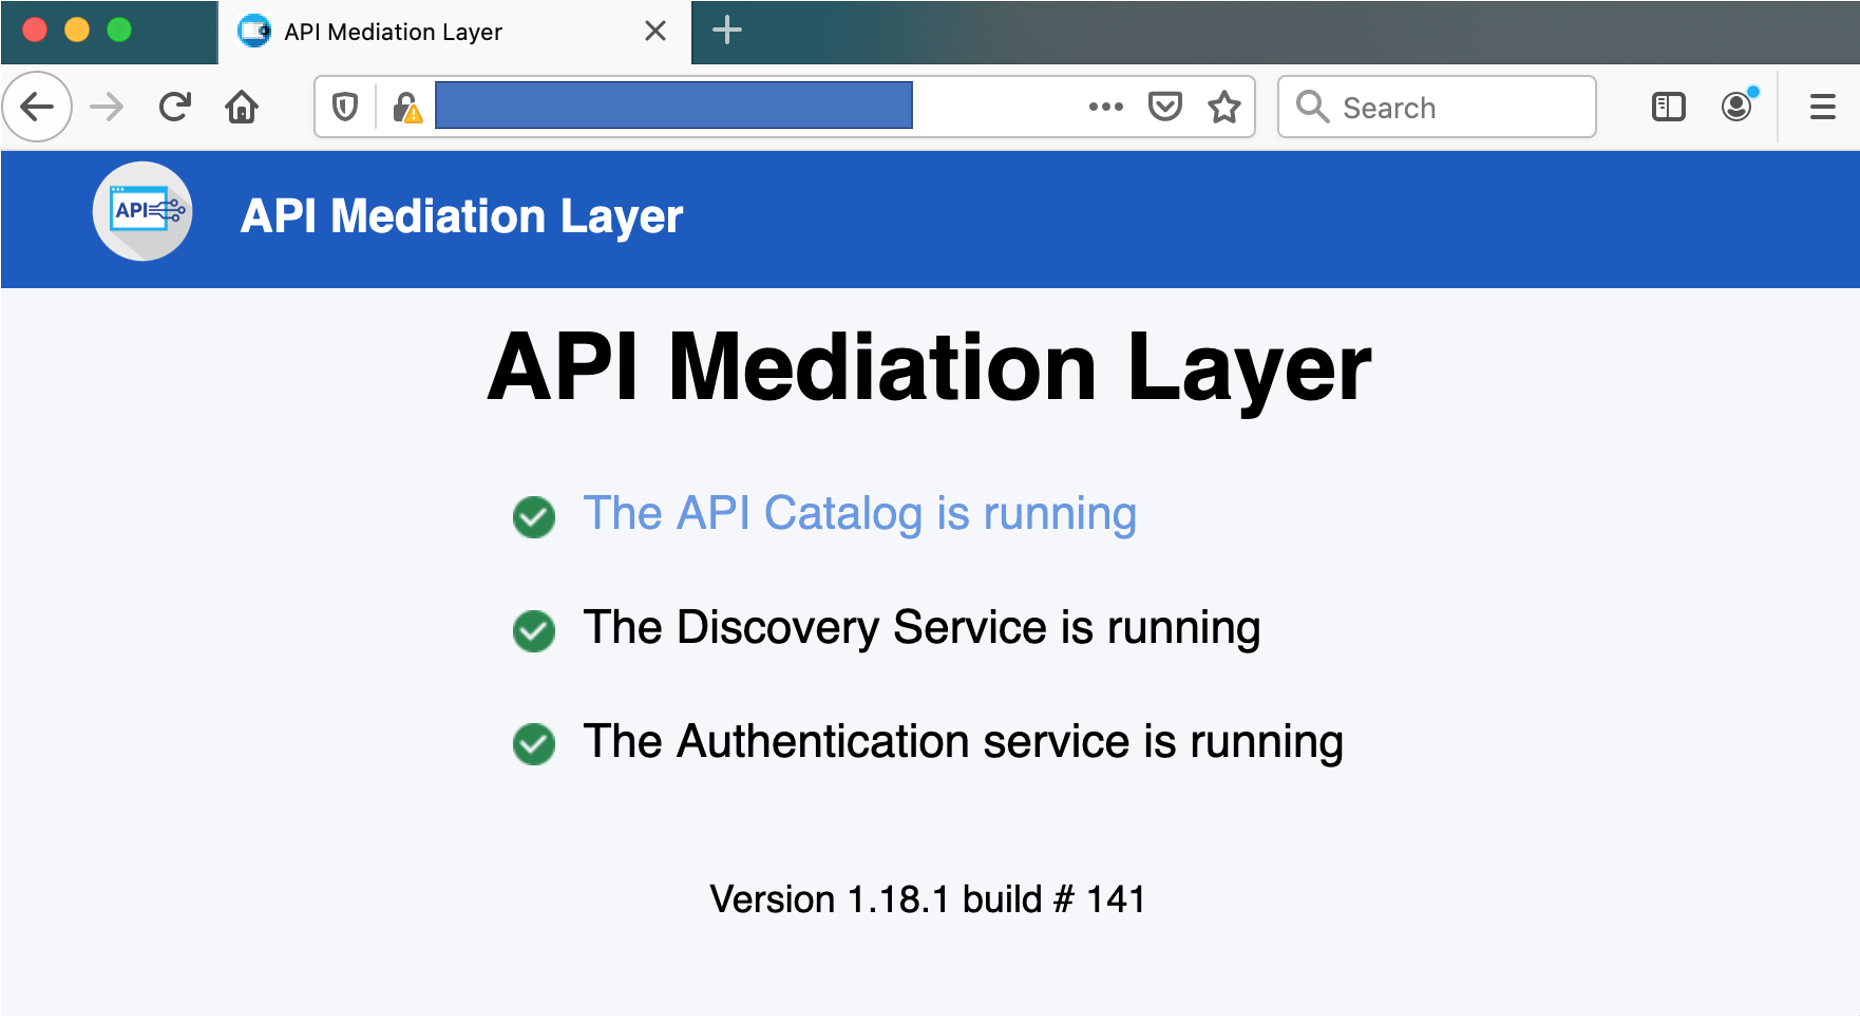 API Mediation Layer
Search
API
API Mediation Layer
API Mediation Layer
The API Catalog is running
The Discovery Service is running
The Authentication service is running
Version 1.18.1 build # 141